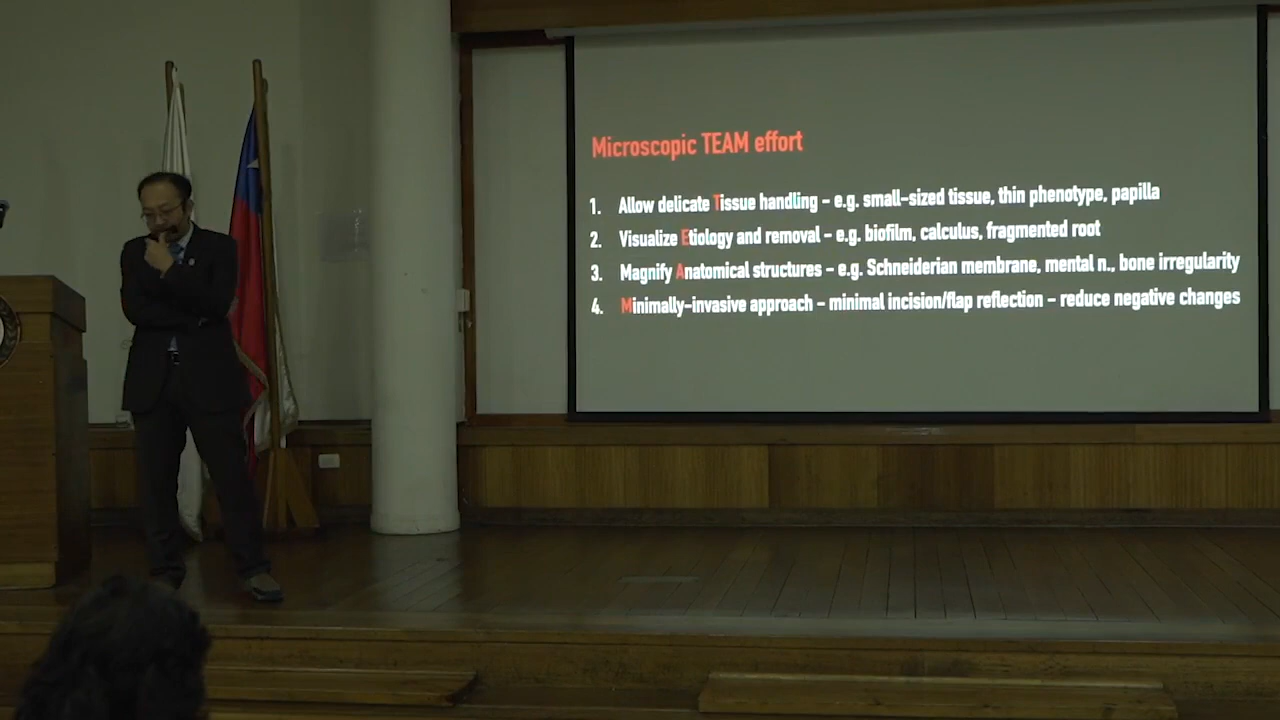 Microscopic TEAM effort
1. Allow delicate Tissue handling – e.g. small-sized tissue, thin phenotype, papilla
2. Visualize Etiology and removal – e.g. biofilm, calculus, fragmented root
3. Magnify Anatomical structures – e.g. Schneiderian membrane, mental n., bone irregularity
4. Minimally-invasive approach – minimal incision/flap reflection – reduce negative changes